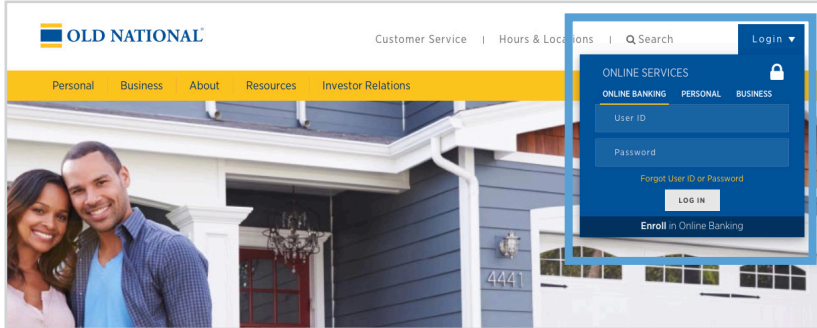 OLD NATIONAL®
Customer Service | Hours & Locations | Search Login ▼
Personal Business About Resources Investor Relations
ONLINE SERVICES
ONLINE BANKING PERSONAL BUSINESS
User ID
Password
Forgot User ID or Password
LOG IN
Enroll in Online Banking
4441